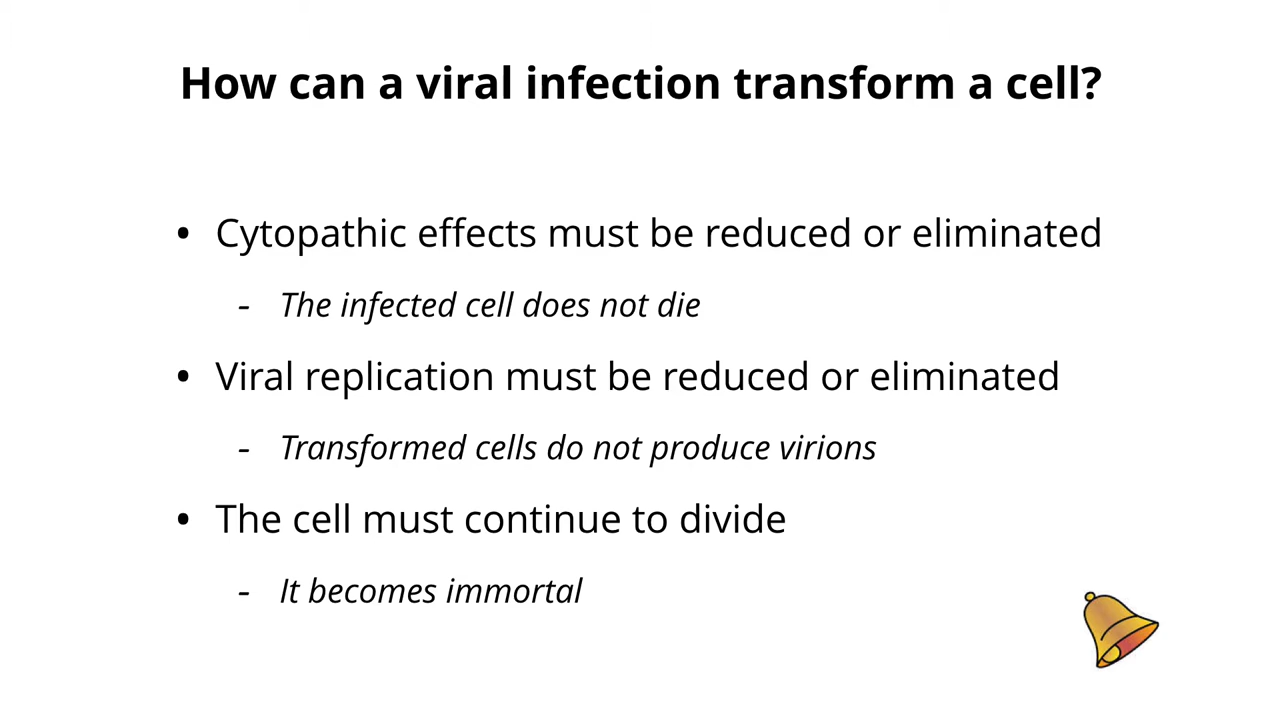 How can a viral infection transform a cell?
• Cytopathic effects must be reduced or eliminated
- The infected cell does not die
• Viral replication must be reduced or eliminated
- Transformed cells do not produce virions
• The cell must continue to divide
- It becomes immortal